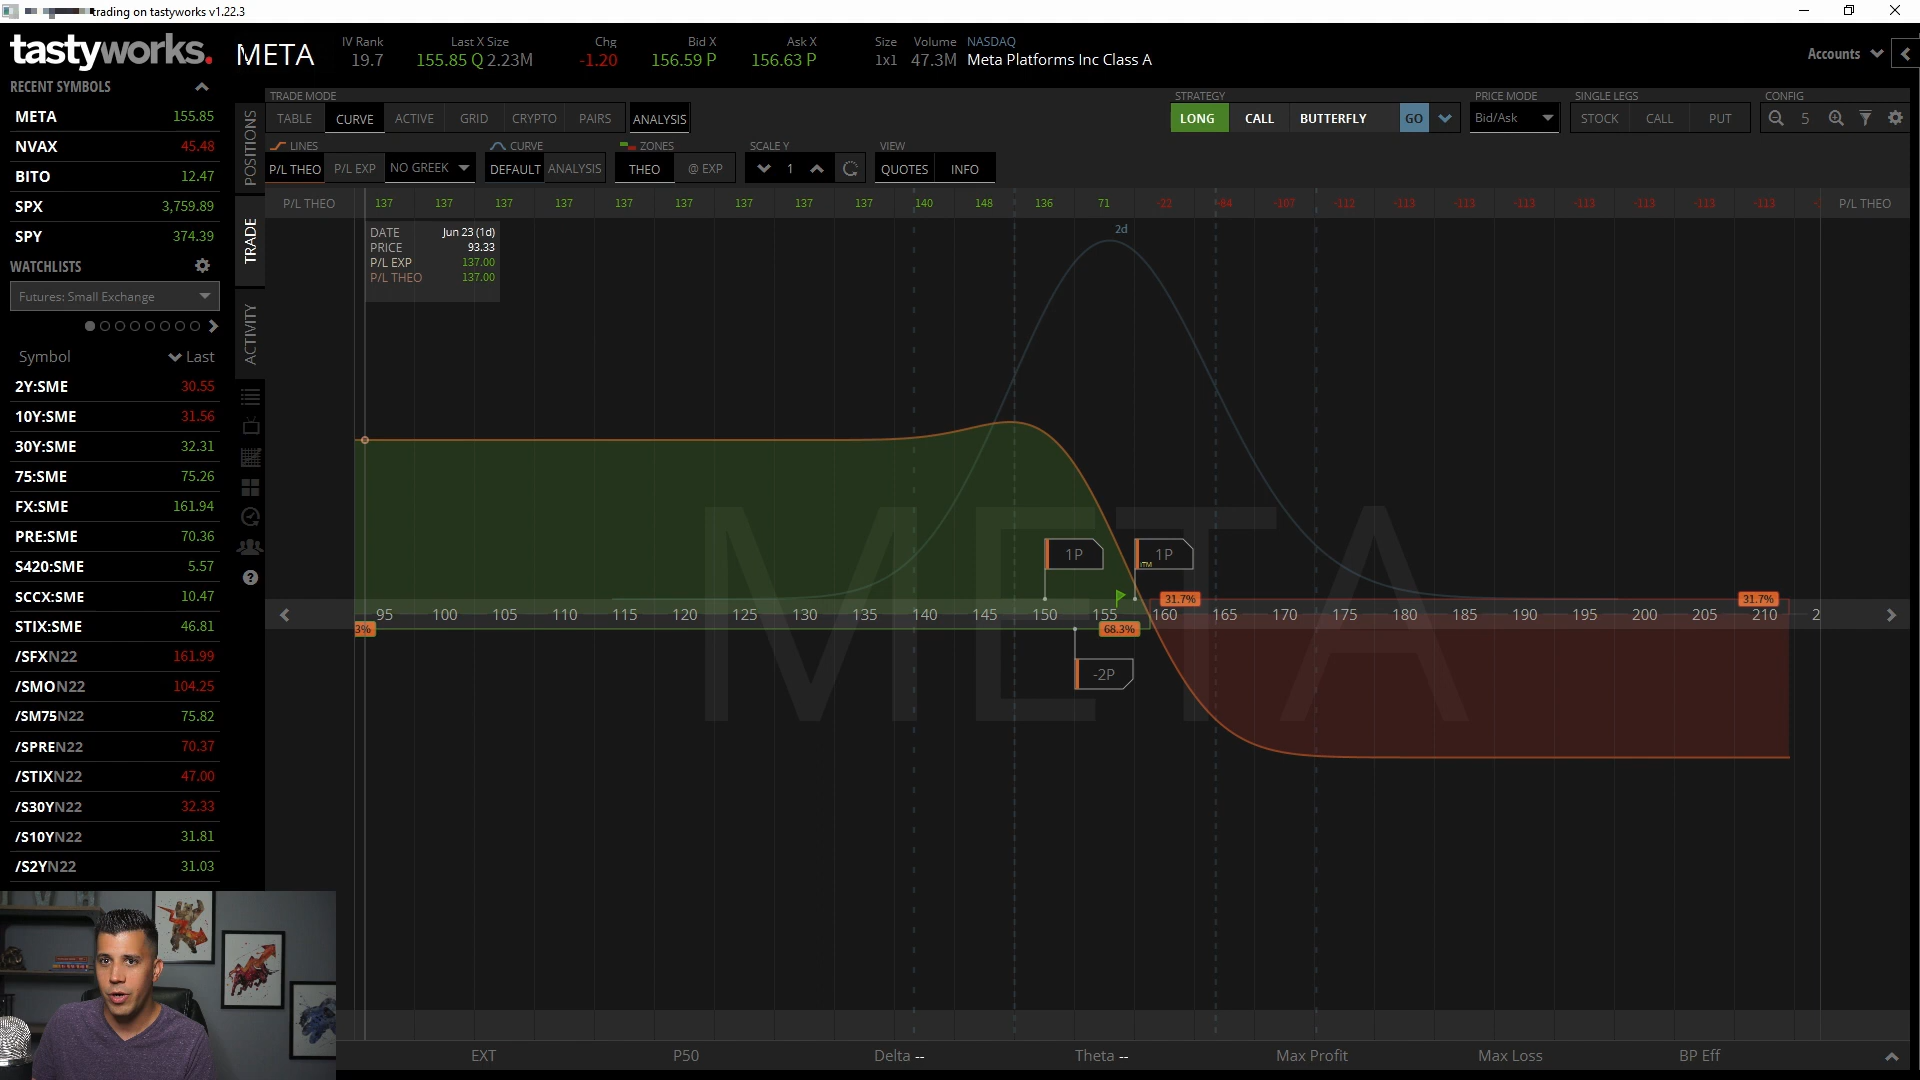 trading on tastyworks v1.22.3
tastyworks.
META
IV Rank
19.7
Last X Size
155.85 Q 2.23M
Chg
-1.20
Bid X
156.59 P
Ask X
156.63 P
Size
1x1
Volume
47.3M
NASDAQ
Meta Platforms Inc Class A
Accounts
RECENT SYMBOLS
META 155.85
NVAX 45.48
BITO 12.47
SPX 3,759.89
SPY 374.39
WATCHLISTS
Futures: Small Exchange
Symbol Last
2Y:SME 30.55
10Y:SME 31.56
30Y:SME 32.31
75:SME 75.26
FX:SME 161.94
PRE:SME 70.36
S420:SME 5.57
SCCX:SME 10.47
STIX:SME 46.81
/SFXN22 161.99
/SMON22 104.25
/SM75N22 75.82
/SPREN22 70.37
/STIXN22 47.00
/S30YN22 32.33
/S10YN22 31.81
/S2YN22 31.03
POSITIONS
TRADE
ACTIVITY
TRADE MODE
TABLE CURVE ACTIVE GRID CRYPTO PAIRS ANALYSIS
STRATEGY
LONG CALL BUTTERFLY GO
PRICE MODE
Bid/Ask
SINGLE LEGS
STOCK CALL PUT
CONFIG
5
LINES
P/L THEO P/L EXP NO GREEK
CURVE
DEFAULT ANALYSIS
ZONES
THEO @ EXP
SCALE Y
1
VIEW
QUOTES INFO
P/L THEO 137 137 137 137 137 137 137 137 137 140 148 136 71 -22 -84 -107 -112 -113 -113 -113 -113 -113 -113 -113 P/L THEO
DATE Jun 23 (1d)
PRICE 93.33
P/L EXP 137.00
P/L THEO 137.00
2d
META
1P
1P
ITM
31.7%
31.7%
95 100 105 110 115 120 125 130 135 140 145 150 155 160 165 170 175 180 185 190 195 200 205 210 2
3%
68.3%
-2P
EXT P50 Delta -- Theta -- Max Profit Max Loss BP Eff